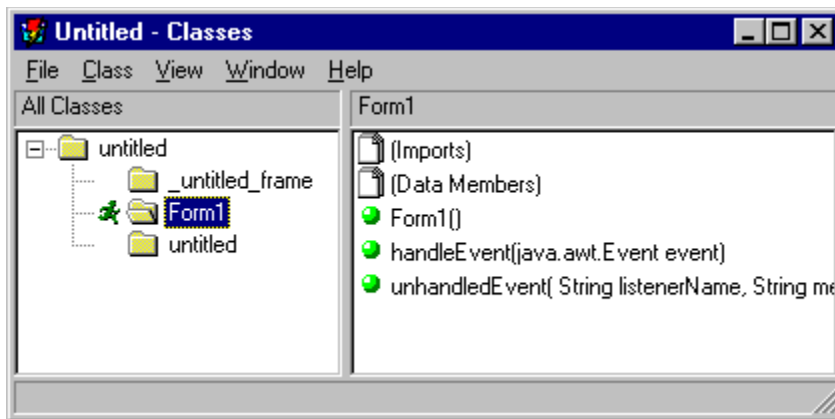 Untitled - Classes
File Class View Window Help
All Classes
Form1
untitled
_untitled_frame
Form1
untitled
(Imports)
(Data Members)
Form1()
handleEvent(java.awt.Event event)
unhandledEvent( String listenerName, String me